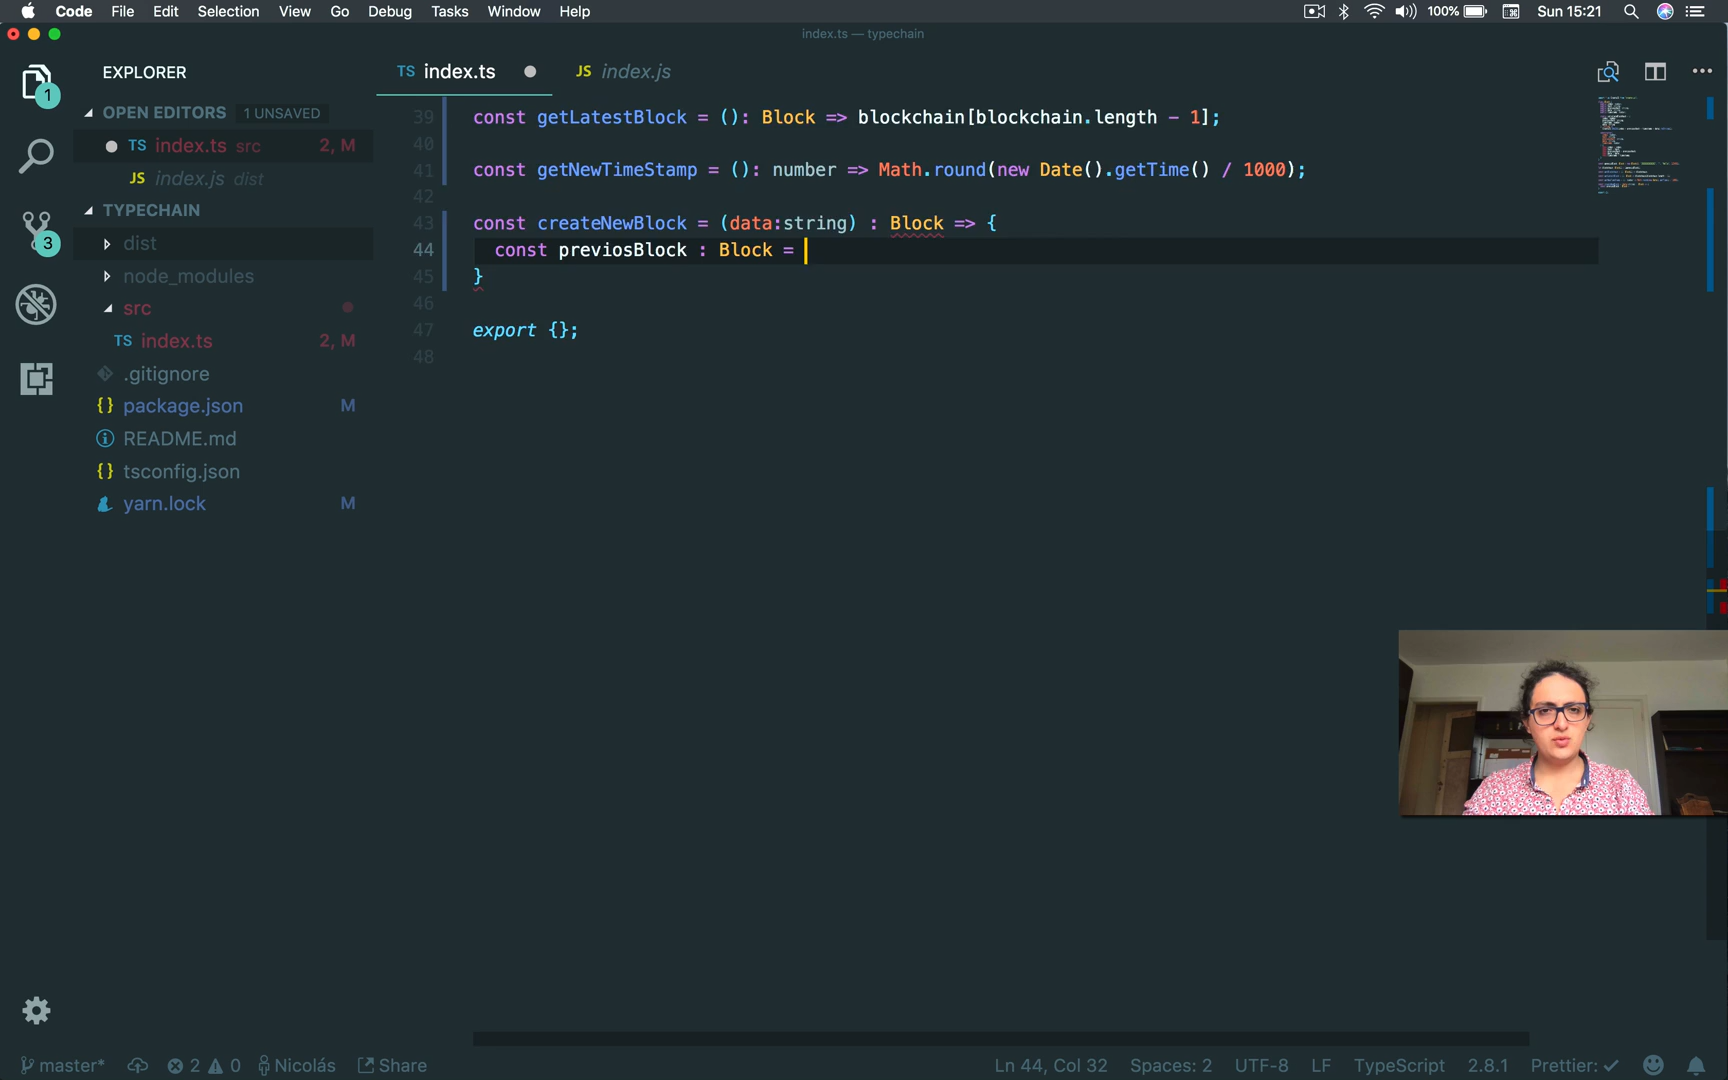 Code File Edit Selection View Go Debug Tasks Window Help 100% Sun 15:21
index.ts — typechain
EXPLORER
TS index.ts JS index.js
OPEN EDITORS 1 UNSAVED
TS index.ts src 2, M
JS index.js dist
TYPECHAIN
dist
node_modules
src
TS index.ts 2, M
.gitignore
{} package.json M
README.md
{} tsconfig.json
yarn.lock M
1
3
39 const getLatestBlock = (): Block => blockchain[blockchain.length - 1];
40
41 const getNewTimeStamp = (): number => Math.round(new Date().getTime() / 1000);
42
43 const createNewBlock = (data:string) : Block => {
44 const previosBlock : Block =
45 }
46
47 export {};
48
master* 2 0 Nicolás Share Ln 44, Col 32 Spaces: 2 UTF-8 LF TypeScript 2.8.1 Prettier: ✓